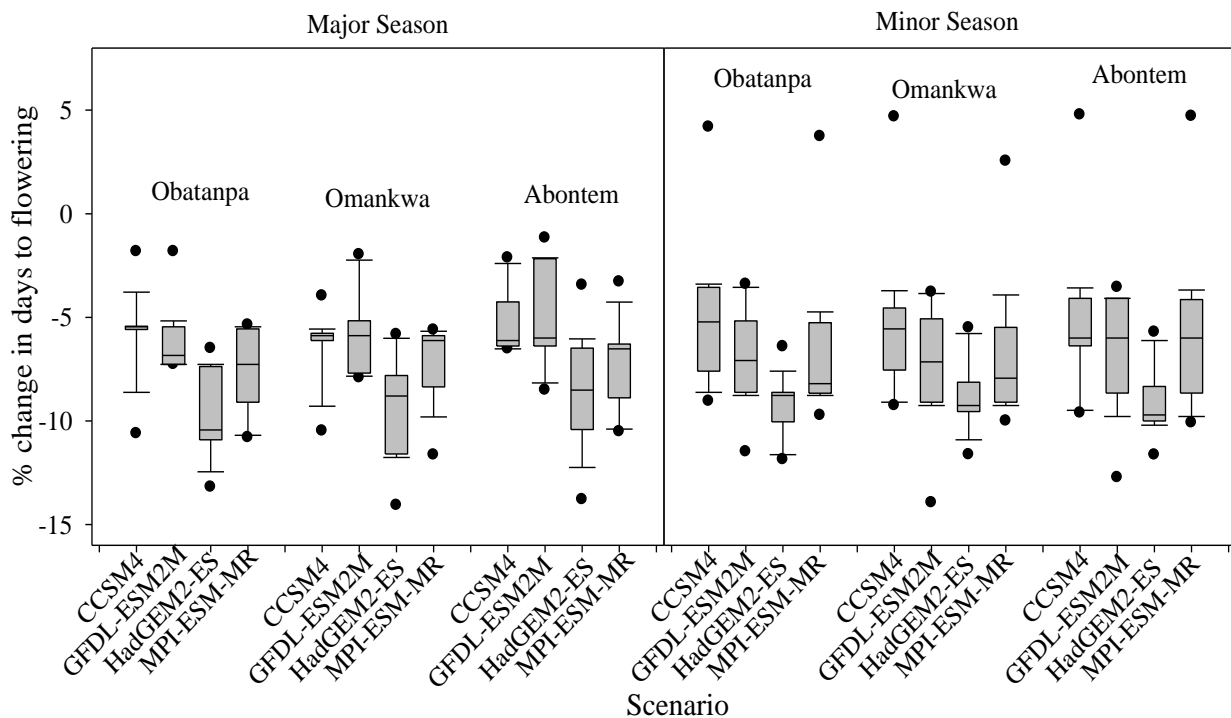 Major Season
Minor Season
Obatanpa
Omankwa
Abontem
Obatanpa
Omankwa
Abontem
% change in days to flowering
5
0
-5
-10
-15
CCSM4
GFDL-ESM2M
HadGEM2-ES
MPI-ESM-MR
CCSM4
GFDL-ESM2M
HadGEM2-ES
MPI-ESM-MR
CCSM4
GFDL-ESM2M
HadGEM2-ES
MPI-ESM-MR
CCSM4
GFDL-ESM2M
HadGEM2-ES
MPI-ESM-MR
CCSM4
GFDL-ESM2M
HadGEM2-ES
MPI-ESM-MR
CCSM4
GFDL-ESM2M
HadGEM2-ES
MPI-ESM-MR
Scenario